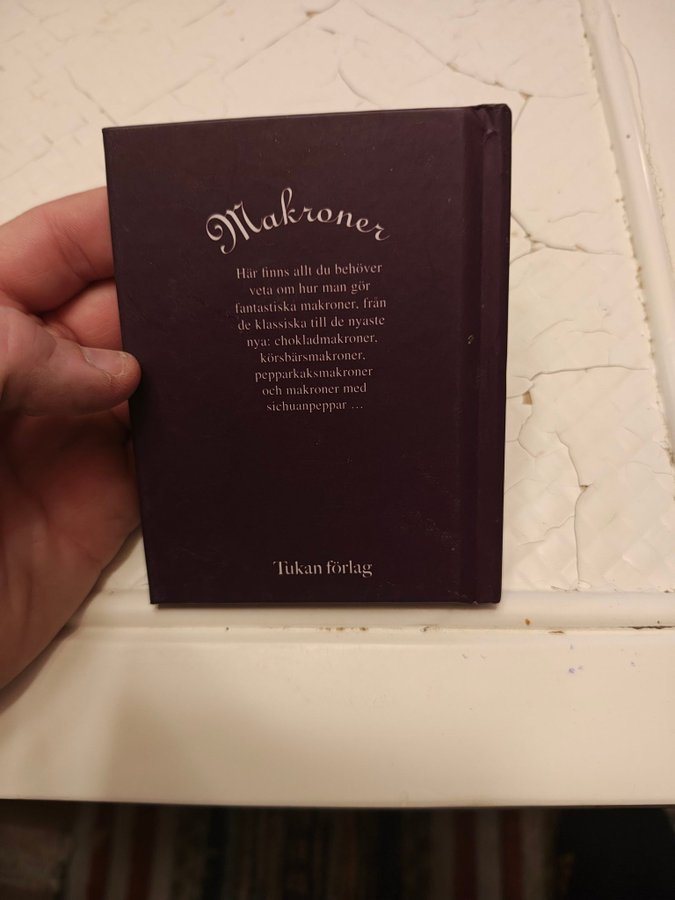 Makroner
Här finns allt du behöver
veta om hur man gör
fantastiska makroner, från
de klassiska till de nyaste
nya: chokladmakroner,
körsbärsmakroner,
pepparkaksmakroner
och makroner med
sichuanpeppar ...
Tukan förlag